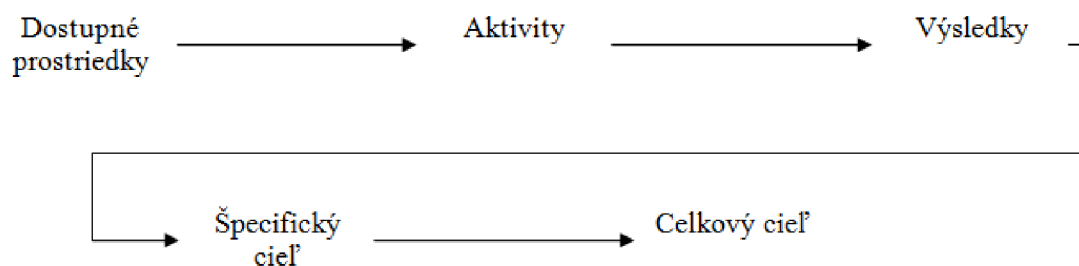 Dostupné
prostriedky
Aktivity
Výsledky
Špecifický
cieľ
Celkový cieľ